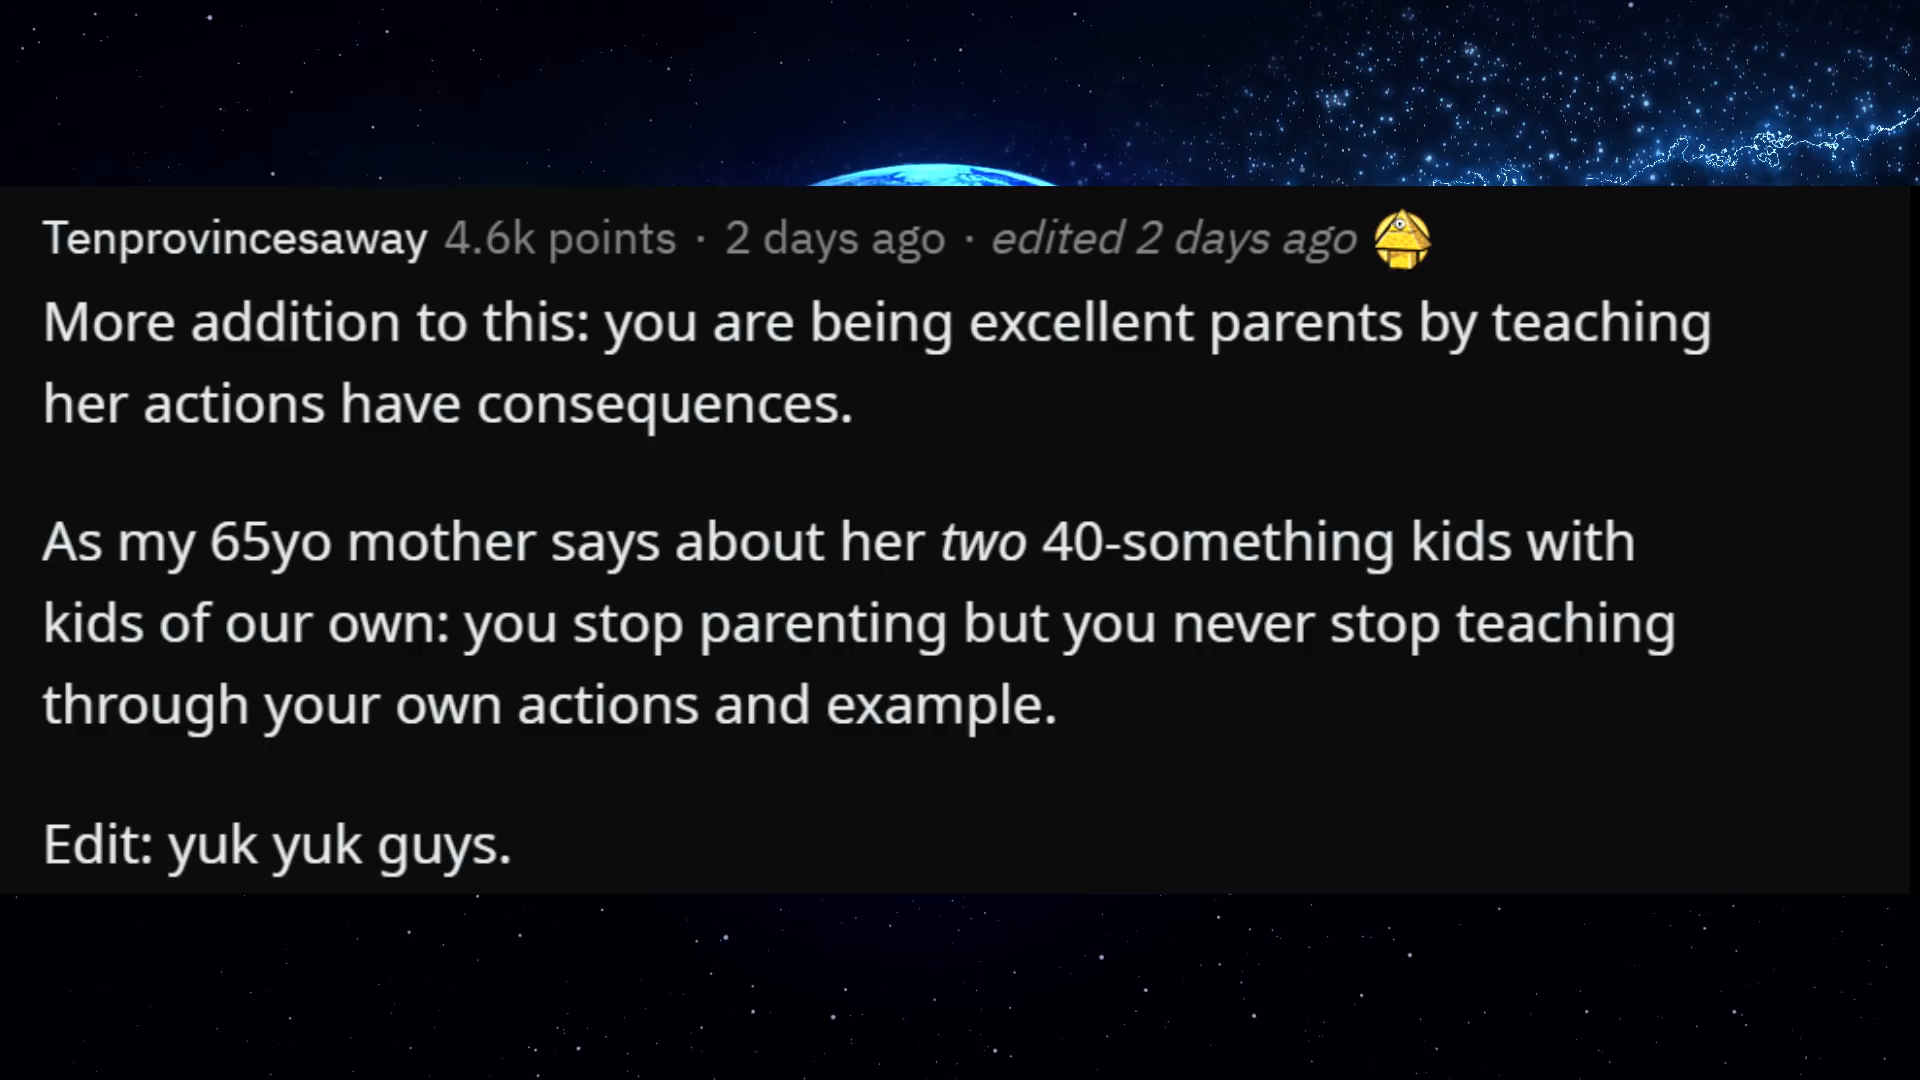 Tenprovincesaway 4.6k points · 2 days ago · edited 2 days ago
More addition to this: you are being excellent parents by teaching
her actions have consequences.
As my 65yo mother says about her two 40-something kids with
kids of our own: you stop parenting but you never stop teaching
through your own actions and example.
Edit: yuk yuk guys.